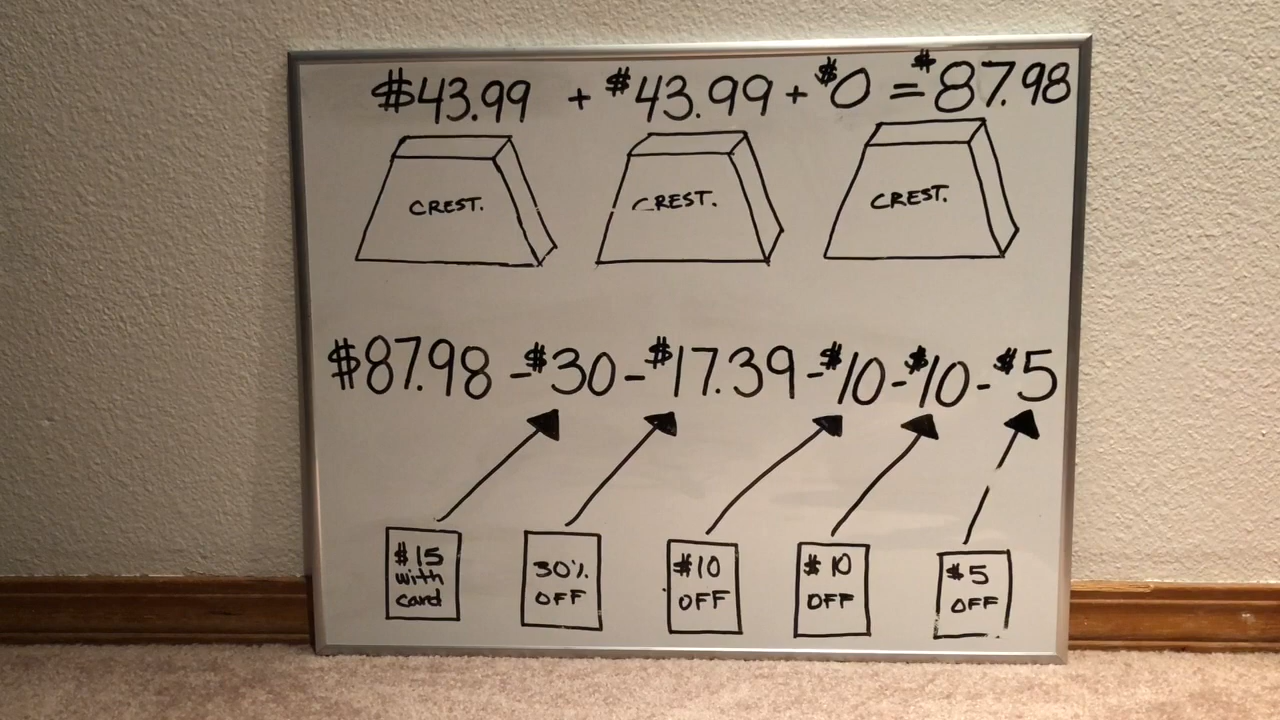 $43.99 + $43.99 + $0 = $87.98
CREST. CREST. CREST.
$87.98 - $30 - $17.39 - $10 - $10 - $5
$15
with
card
30%
OFF
$10
OFF
$10
OFF
$5
OFF